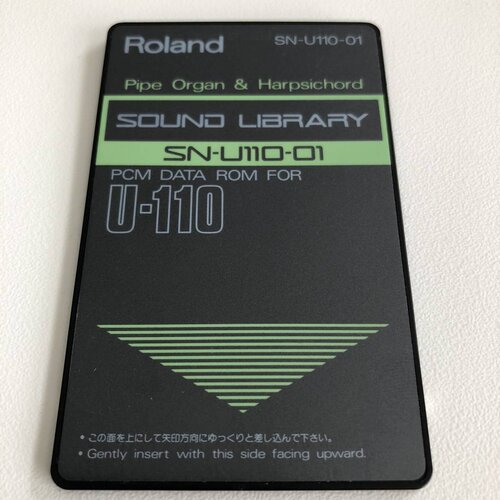 Roland SN-U110-01
Pipe Organ & Harpsichord
SOUND LIBRARY
SN-U110-01
PCM DATA ROM FOR
U-110
• この面を上にして矢印方向にゆっくりと差し込んで下さい。
• Gently insert with this side facing upward.